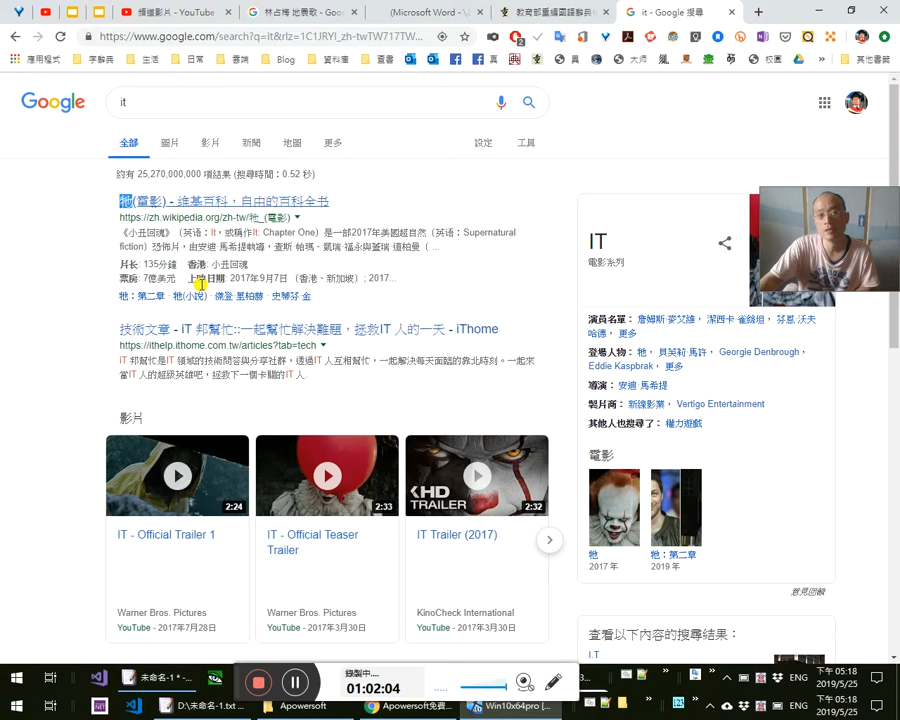 頻道影片 - YouTube
林占梅 地震歌 - Goo
(Microsoft Word - \
教育部重編國語辭典
it - Google 搜尋
https://www.google.com/search?q=it&rlz=1C1JRYI_zh-twTW717TW...
應用程式
字辭典
生活
日常
雲端
Blog
資料庫
查書
真
大师
校園
其他書籤
Google
it
全部
圖片
影片
新聞
地圖
更多
設定
工具
約有 25,270,000,000 項結果 (搜尋時間：0.52 秒)
牠(電影) - 維基百科，自由的百科全書
https://zh.wikipedia.org/zh-tw/牠_(電影)
《小丑回魂》（英语：It，或稱作It: Chapter One）是一部2017年美國超自然（英语：Supernatural
fiction）恐佈片，由安迪·馬希提執導，查斯·帕瑪、凱瑞·福永與蓋瑞·道柏曼（ ...
片长: 135分鐘 香港: 小丑回魂
票房: 7億美元 上映日期: 2017年9月7日（香港、新加坡）; 2017...
牠：第二章 · 牠(小說) · 傑登·里柏赫 · 史蒂芬·金
技術文章 - iT 邦幫忙::一起幫忙解決難題，拯救IT 人的一天 - iThome
https://ithelp.ithome.com.tw/articles?tab=tech
iT 邦幫忙是IT 領域的技術問答與分享社群，透過IT 人互相幫忙，一起解決每天面臨的靠北時刻。一起來
當IT 人的超級英雄吧，拯救下一個卡關的IT 人.
影片
2:24
HD
TRAILER
2:33
2:32
IT - Official Trailer 1
IT - Official Teaser
Trailer
IT Trailer (2017)
Warner Bros. Pictures
YouTube - 2017年7月28日
Warner Bros. Pictures
YouTube - 2017年3月30日
KinoCheck International
YouTube - 2017年3月30日
IT
電影系列
演員名單： 詹姆斯·麥艾維， 潔西卡·雀絲坦， 芬恩·沃夫
哈德， 更多
登場人物： 牠， 貝芙莉·馬許， Georgie Denbrough，
Eddie Kaspbrak， 更多
導演： 安迪·馬希提
製片商： 新線影業， Vertigo Entertainment
其他人也搜尋了： 權力遊戲
電影
牠
2017 年
牠：第二章
2019 年
意見回饋
查看以下內容的搜尋結果：
I.T
未命名-1 * -...
錄製中...
01:02:04
ENG
下午 05:18
2019/5/25
D:\未命名-1.txt ...
Apowersoft
Apowersoft免費...
Win10x64pro [...
ENG
下午 05:18
2019/5/25